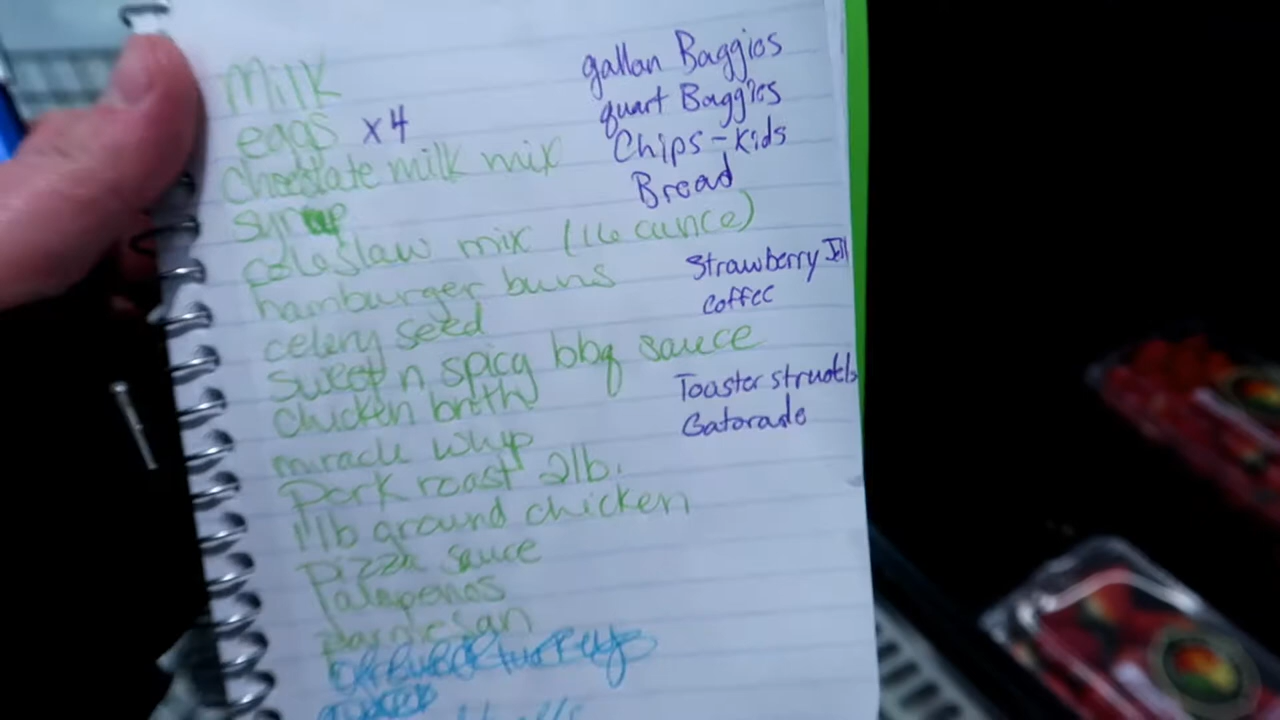 Milk
eggs x4
chocolate milk mix
syrup
coleslaw mix (16 ounce)
hamburger buns
celery seed
sweet n spicy bbq sauce
chicken broth
miracle whip
Pork roast 2lb.
1lb ground chicken
Pizza sauce
Jalapenos
parmesan
gallon Baggies
quart Baggies
Chips - Kids
Bread
Strawberry
Coffee
Toaster
Gatorade